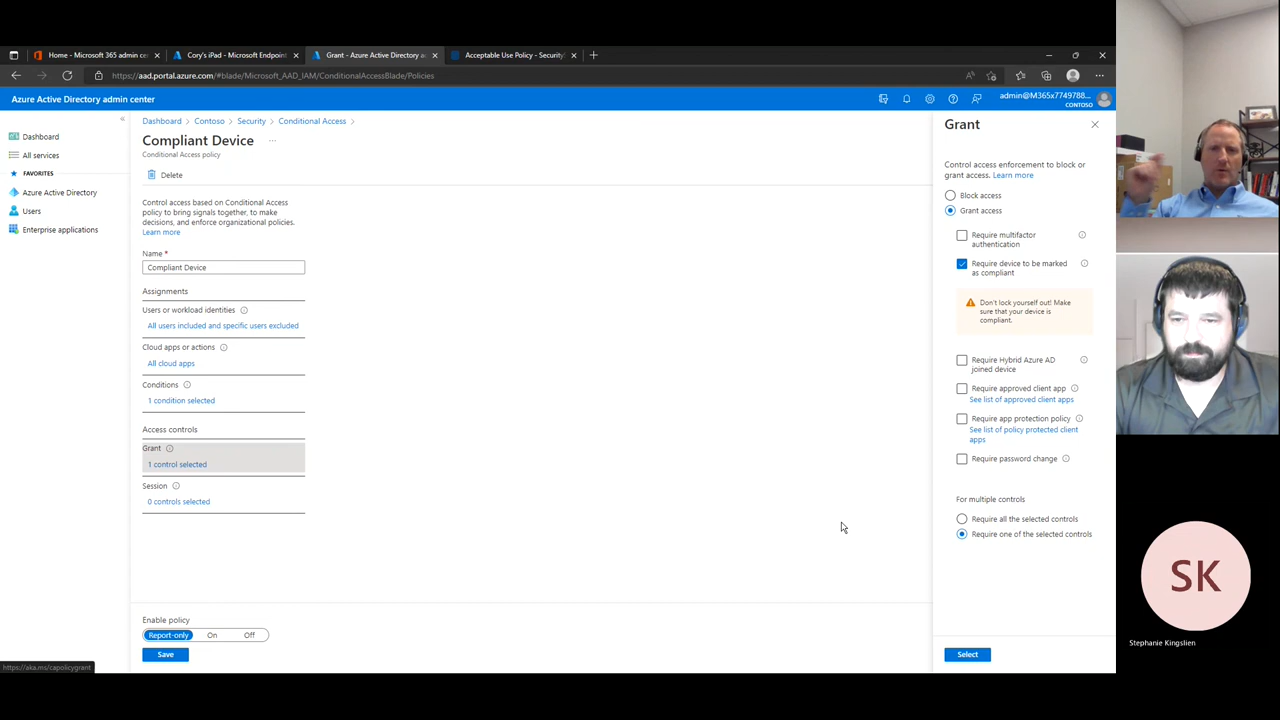 Home - Microsoft 365 admin cen
Cory's iPad - Microsoft Endpoint
Grant - Azure Active Directory a
Acceptable Use Policy - Security
https://aad.portal.azure.com/#blade/Microsoft_AAD_IAM/ConditionalAccessBlade/Policies
Azure Active Directory admin center
admin@M365x7749788...
CONTOSO
Dashboard
All services
FAVORITES
Azure Active Directory
Users
Enterprise applications
Dashboard > Contoso > Security > Conditional Access >
Compliant Device ...
Conditional Access policy
Delete
Control access based on Conditional Access
policy to bring signals together, to make
decisions, and enforce organizational policies.
Learn more
Name *
Compliant Device
Assignments
Users or workload identities
All users included and specific users excluded
Cloud apps or actions
All cloud apps
Conditions
1 condition selected
Access controls
Grant
1 control selected
Session
0 controls selected
Enable policy
Report-only On Off
Save
https://aka.ms/capolicygrant
Grant
Control access enforcement to block or
grant access. Learn more
Block access
Grant access
Require multifactor
authentication
Require device to be marked
as compliant
Don't lock yourself out! Make
sure that your device is
compliant.
Require Hybrid Azure AD
joined device
Require approved client app
See list of approved client apps
Require app protection policy
See list of policy protected client
apps
Require password change
For multiple controls
Require all the selected controls
Require one of the selected controls
Select
SK
Stephanie Kingslien